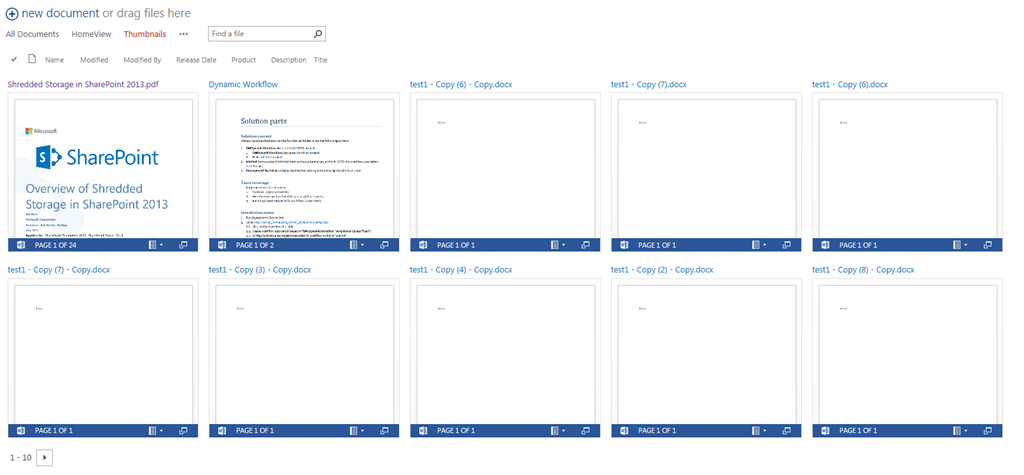 new document or drag files here
All Documents HomeView Thumbnails ••• Find a file
Name Modified Modified By Release Date Product Description Title
Shredded Storage in SharePoint 2013.pdf
Dynamic Workflow
test1 - Copy (6) - Copy.docx
test1 - Copy (7).docx
test1 - Copy (6).docx
Microsoft
S
SharePoint
Overview of Shredded
Storage in SharePoint 2013
Microsoft Corporation
Solution parts
Solution content
Installation notes
PAGE 1 OF 24
PAGE 1 OF 2
PAGE 1 OF 1
PAGE 1 OF 1
PAGE 1 OF 1
test1 - Copy (7) - Copy.docx
test1 - Copy (3) - Copy.docx
test1 - Copy (4) - Copy.docx
test1 - Copy (2) - Copy.docx
test1 - Copy (8) - Copy.docx
PAGE 1 OF 1
PAGE 1 OF 1
PAGE 1 OF 1
PAGE 1 OF 1
PAGE 1 OF 1
1 - 10